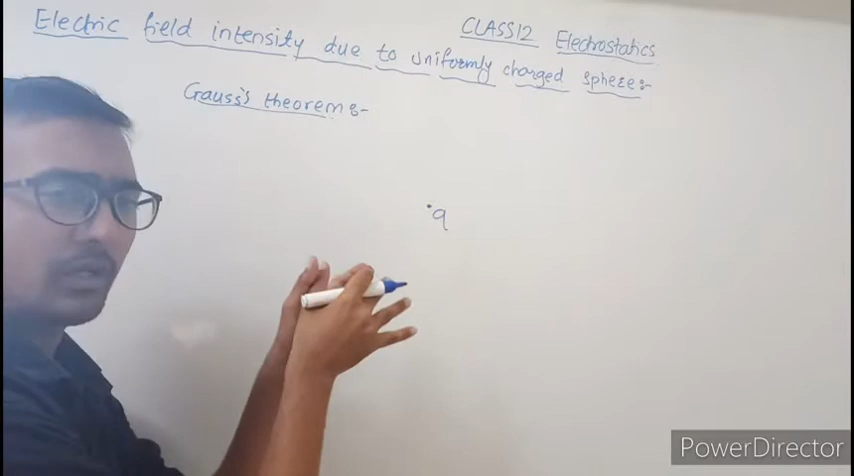 CLASS12 Electrostatics
Electric field intensity due to uniformly charged sphere:-
Gauss's theorem:-
q
PowerDirector